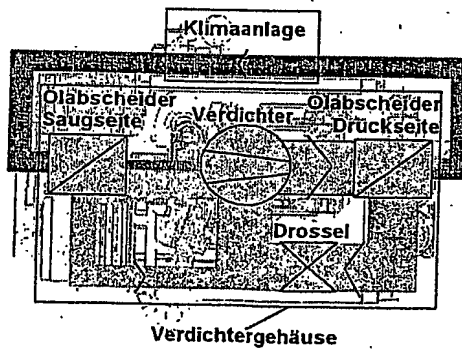 Klimaanlage
Ölabscheider
Saugseite
Verdichter
Ölabscheider
Druckseite
Drossel
Verdichtergehäuse